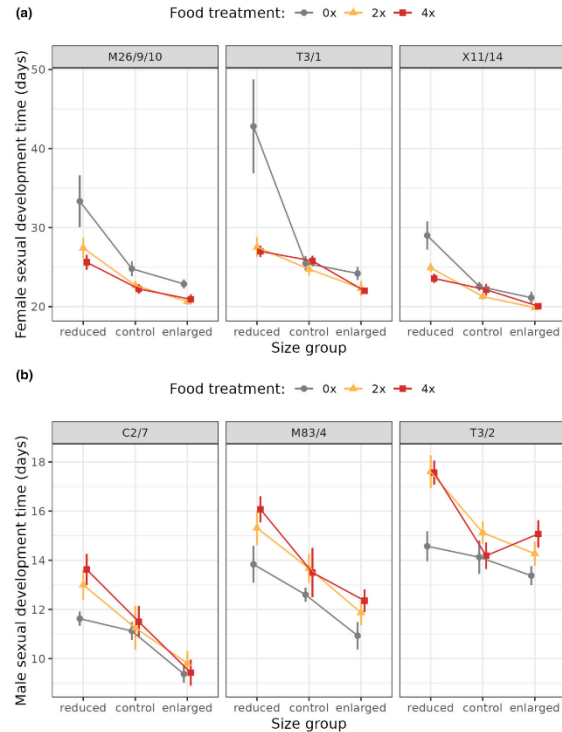 (a)
Food treatment: 0x 2x 4x
M26/9/10 T3/1 X11/14
Female sexual development time (days)
50
40
30
20
reduced control enlarged reduced control enlarged reduced control enlarged
Size group
(b)
Food treatment: 0x 2x 4x
C2/7 M83/4 T3/2
Male sexual development time (days)
18
16
14
12
10
reduced control enlarged reduced control enlarged reduced control enlarged
Size group